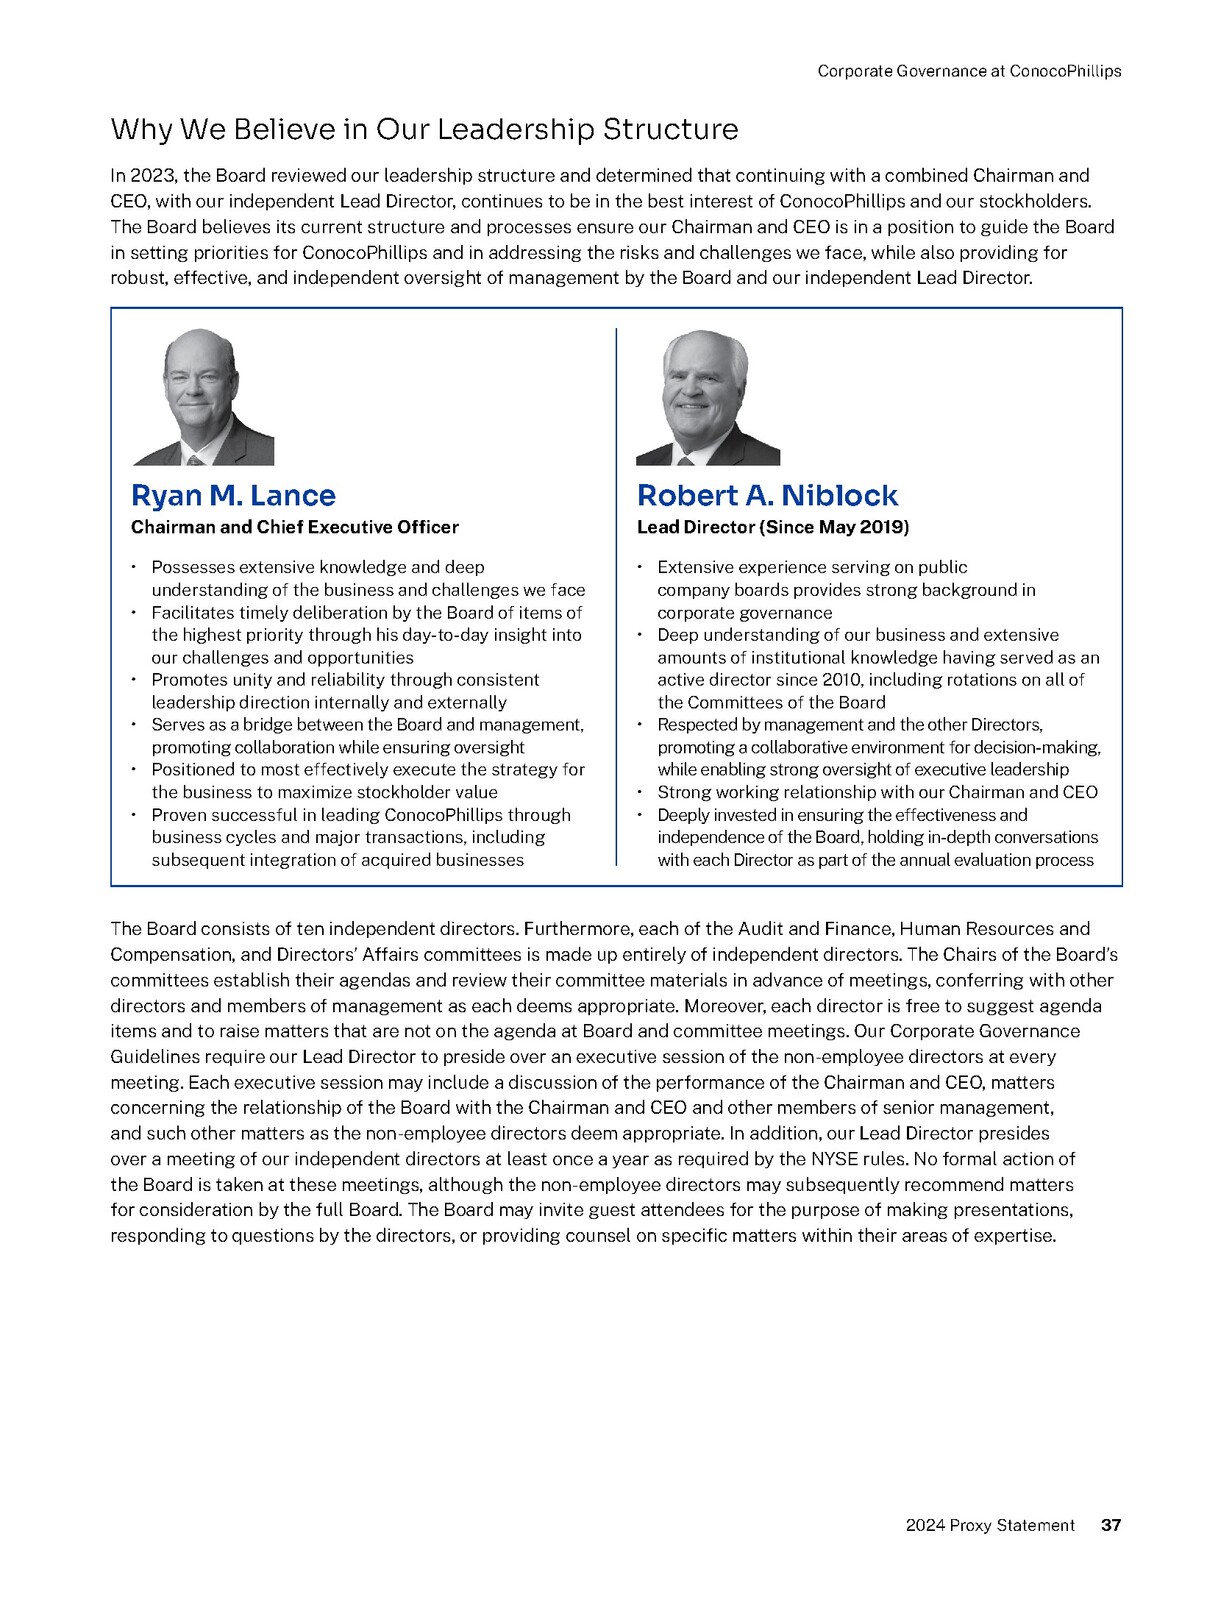 Corporate Governance at ConocoPhillips
Why We Believe in Our Leadership Structure
In 2023, the Board reviewed our leadership structure and determined that continuing with a combined Chairman and
CEO, with our independent Lead Director, continues to be in the best interest of ConocoPhillips and our stockholders.
The Board believes its current structure and processes ensure our Chairman and CEO is in a position to guide the Board
in setting priorities for ConocoPhillips and in addressing the risks and challenges we face, while also providing for
robust, effective, and independent oversight of management by the Board and our independent Lead Director.
Ryan M. Lance
Chairman and Chief Executive Officer
• Possesses extensive knowledge and deep
understanding of the business and challenges we face
• Facilitates timely deliberation by the Board of items of
the highest priority through his day-to-day insight into
our challenges and opportunities
• Promotes unity and reliability through consistent
leadership direction internally and externally
• Serves as a bridge between the Board and management,
promoting collaboration while ensuring oversight
• Positioned to most effectively execute the strategy for
the business to maximize stockholder value
• Proven successful in leading ConocoPhillips through
business cycles and major transactions, including
subsequent integration of acquired businesses
Robert A. Niblock
Lead Director (Since May 2019)
• Extensive experience serving on public
company boards provides strong background in
corporate governance
• Deep understanding of our business and extensive
amounts of institutional knowledge having served as an
active director since 2010, including rotations on all of
the Committees of the Board
• Respected by management and the other Directors,
promoting a collaborative environment for decision-making,
while enabling strong oversight of executive leadership
• Strong working relationship with our Chairman and CEO
• Deeply invested in ensuring the effectiveness and
independence of the Board, holding in-depth conversations
with each Director as part of the annual evaluation process
The Board consists of ten independent directors. Furthermore, each of the Audit and Finance, Human Resources and
Compensation, and Directors’ Affairs committees is made up entirely of independent directors. The Chairs of the Board’s
committees establish their agendas and review their committee materials in advance of meetings, conferring with other
directors and members of management as each deems appropriate. Moreover, each director is free to suggest agenda
items and to raise matters that are not on the agenda at Board and committee meetings. Our Corporate Governance
Guidelines require our Lead Director to preside over an executive session of the non-employee directors at every
meeting. Each executive session may include a discussion of the performance of the Chairman and CEO, matters
concerning the relationship of the Board with the Chairman and CEO and other members of senior management,
and such other matters as the non-employee directors deem appropriate. In addition, our Lead Director presides
over a meeting of our independent directors at least once a year as required by the NYSE rules. No formal action of
the Board is taken at these meetings, although the non-employee directors may subsequently recommend matters
for consideration by the full Board. The Board may invite guest attendees for the purpose of making presentations,
responding to questions by the directors, or providing counsel on specific matters within their areas of expertise.
2024 Proxy Statement 37